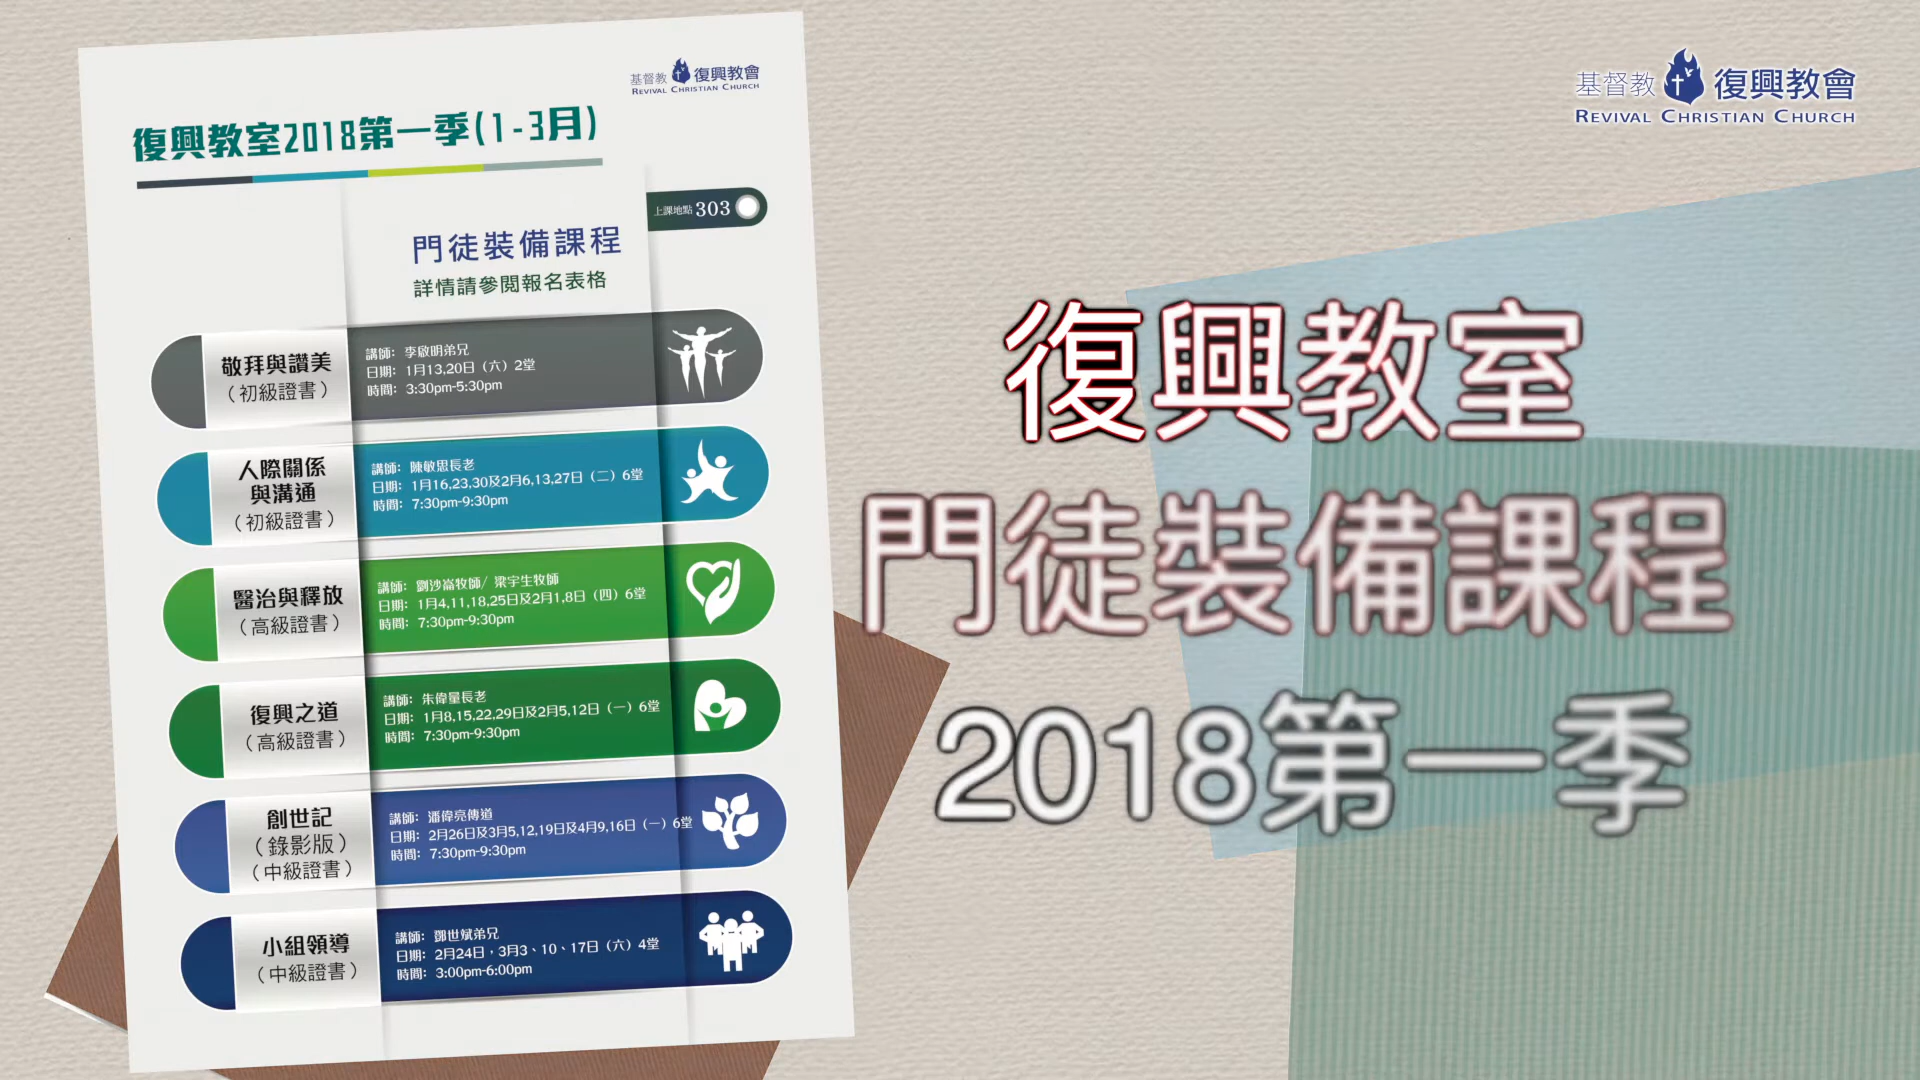 基督教 復興教會
REVIVAL CHRISTIAN CHURCH
復興教室2018第一季(1-3月)
上課地點 303
門徒裝備課程
詳情請參閱報名表格
敬拜與讚美
（初級證書）
講師：李啟明弟兄
日期：1月13,20日（六）2堂
時間：3:30pm-5:30pm
人際關係
與溝通
（初級證書）
講師：陳敏思長老
日期：1月16,23,30及2月6,13,27日（二）6堂
時間：7:30pm-9:30pm
醫治與釋放
（高級證書）
講師：劉沙崙牧師/ 梁宇生牧師
日期：1月4,11,18,25日及2月1,8日（四）6堂
時間：7:30pm-9:30pm
復興之道
（高級證書）
講師：朱偉量長老
日期：1月8,15,22,29日及2月5,12日（一）6堂
時間：7:30pm-9:30pm
創世記
（錄影版）
（中級證書）
講師：潘偉亮傳道
日期：2月26日及3月5,12,19日及4月9,16日（一）6堂
時間：7:30pm-9:30pm
小組領導
（中級證書）
講師：鄧世斌弟兄
日期：2月24日，3月3、10、17日（六）4堂
時間：3:00pm-6:00pm
基督教 復興教會
REVIVAL CHRISTIAN CHURCH
復興教室
門徒裝備課程
2018第一季